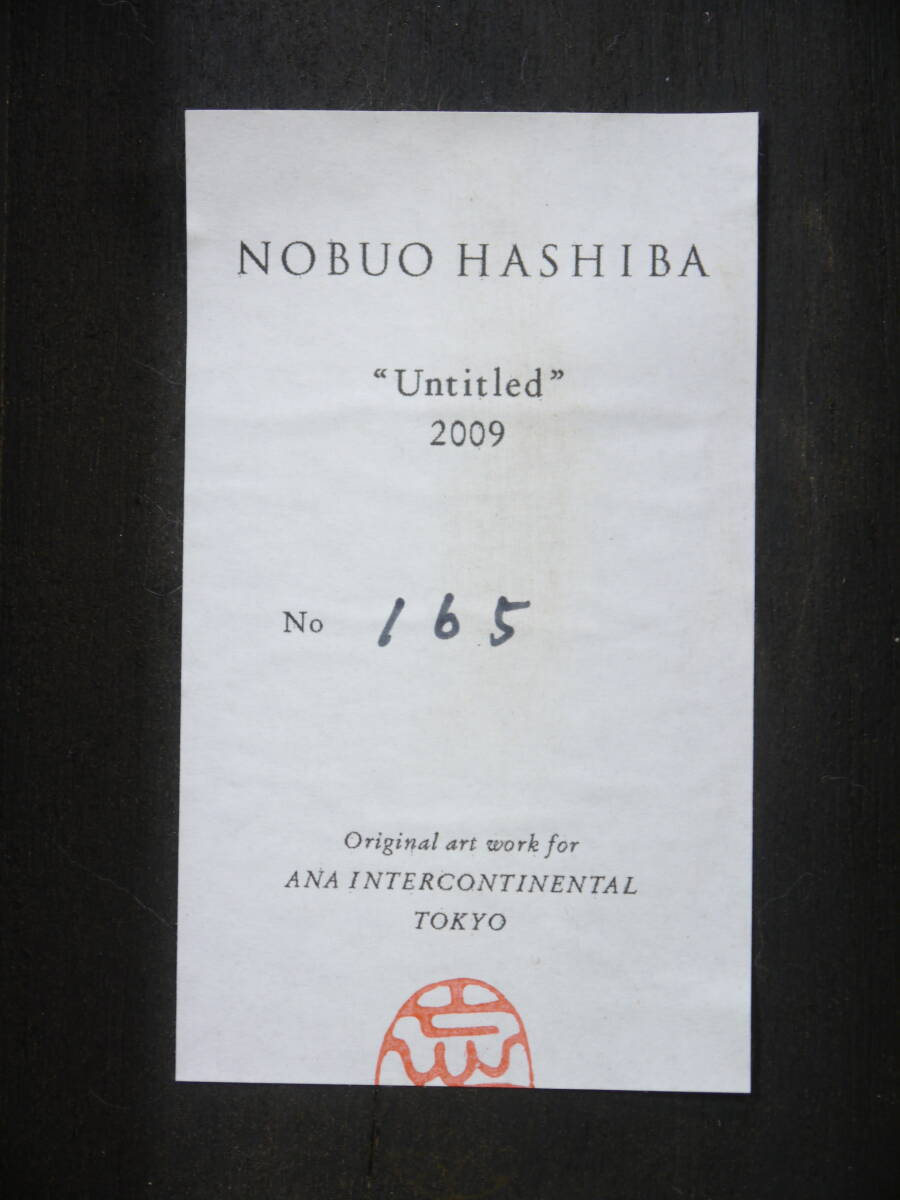 NOBUO HASHIBA
“Untitled”
2009
No 165
Original art work for
ANA INTERCONTINENTAL
TOKYO